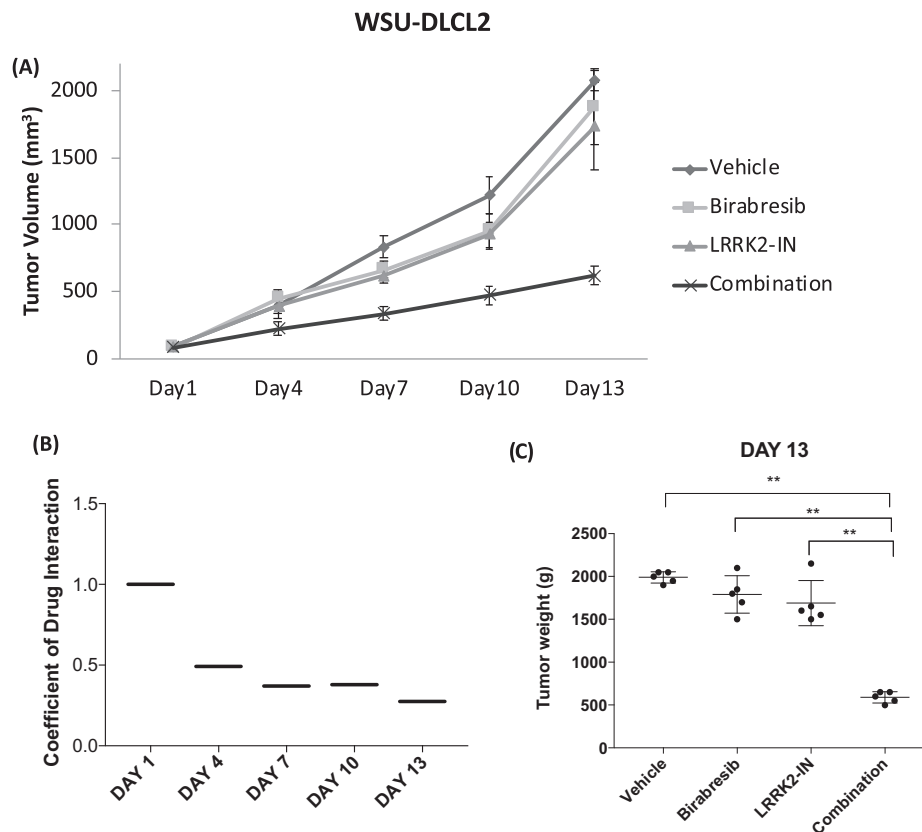 WSU-DLCL2
(A)
Tumor Volume (mm³)
2000
1500
1000
500
0
Day1 Day4 Day7 Day10 Day13
Vehicle
Birabresib
LRRK2-IN
Combination
(B)
Coefficient of Drug Interaction
1.5
1.0
0.5
0.0
DAY 1 DAY 4 DAY 7 DAY 10 DAY 13
(C)
DAY 13
**
**
**
Tumor weight (g)
2500
2000
1500
1000
500
0
Vehicle Birabresib LRRK2-IN Combination